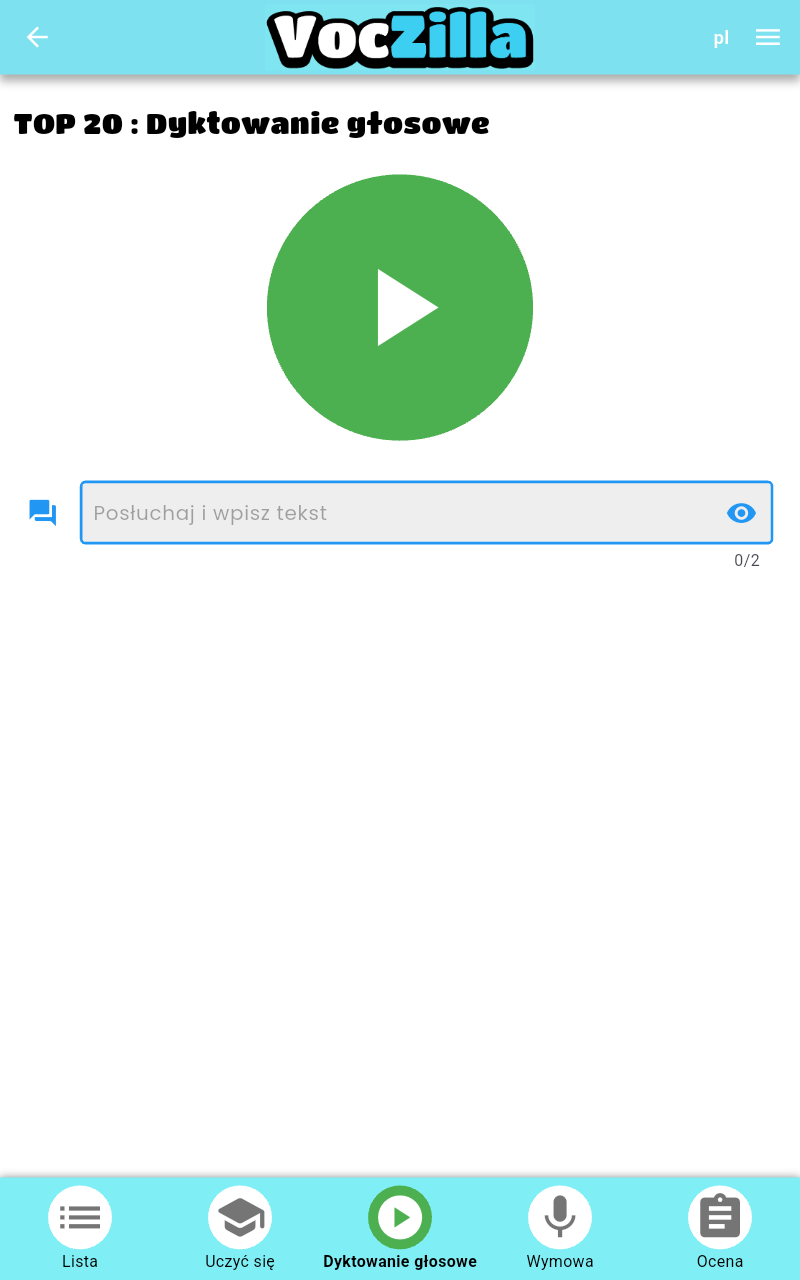 VocZilla
pl
TOP 20 : Dyktowanie głosowe
Posłuchaj i wpisz tekst
0/2
Lista
Uczyć się
Dyktowanie głosowe
Wymowa
Ocena